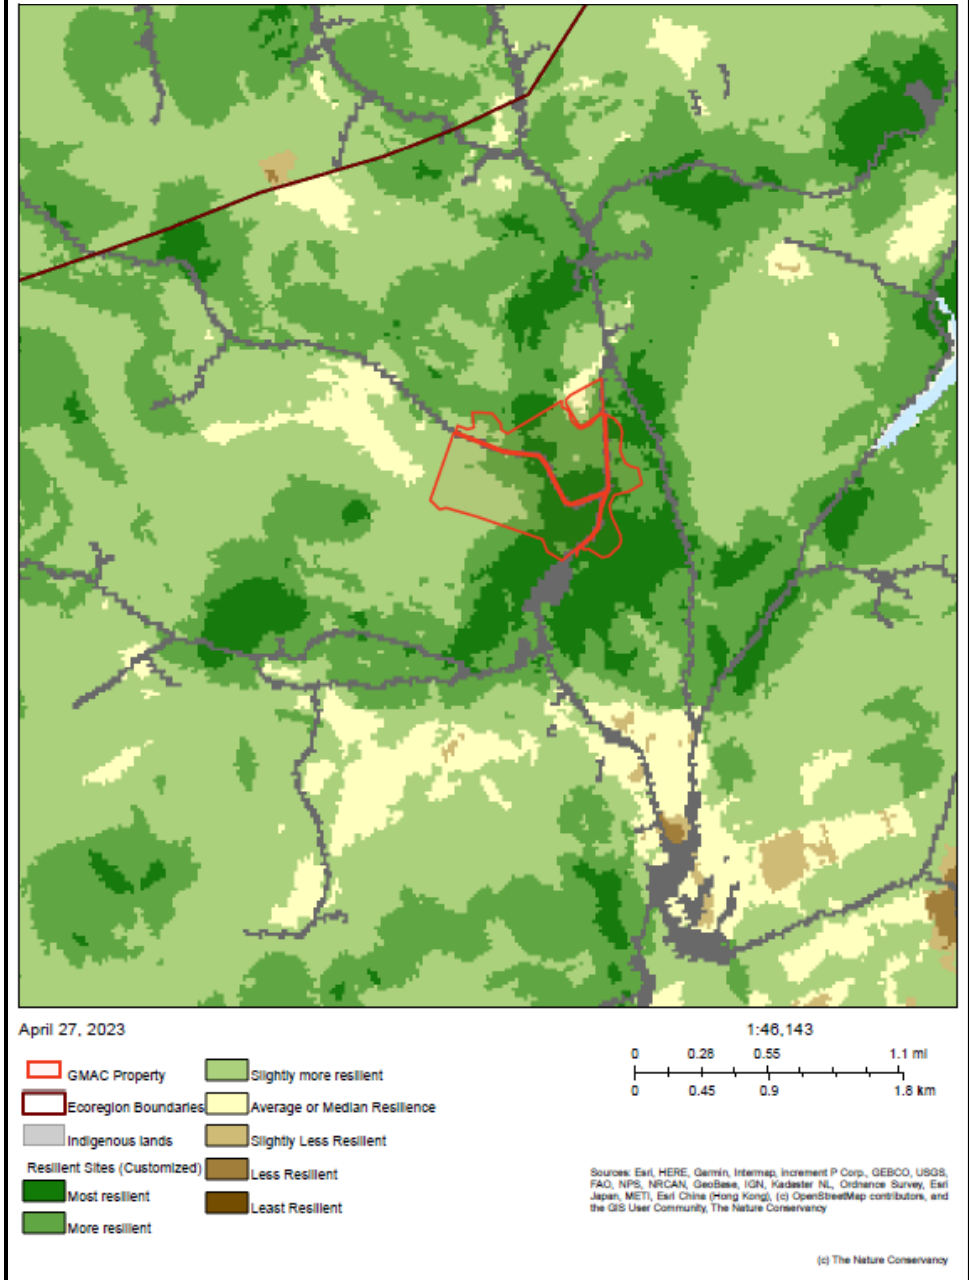 April 27, 2023
1:46,143
0 0.28 0.55 1.1 mi
0 0.45 0.9 1.8 km
GMAC Property
Ecoregion Boundaries
Indigenous lands
Resilient Sites (Customized)
Most resilient
More resilient
Slightly more resilient
Average or Median Resilience
Slightly Less Resilient
Less Resilient
Least Resilient
Sources: Esri, HERE, Garmin, Intermap, increment P Corp., GEBCO, USGS,
FAO, NPS, NRCAN, GeoBase, IGN, Kadaster NL, Ordnance Survey, Esri
Japan, METI, Esri China (Hong Kong), (c) OpenStreetMap contributors, and
the GIS User Community, The Nature Conservancy
(c) The Nature Conservancy